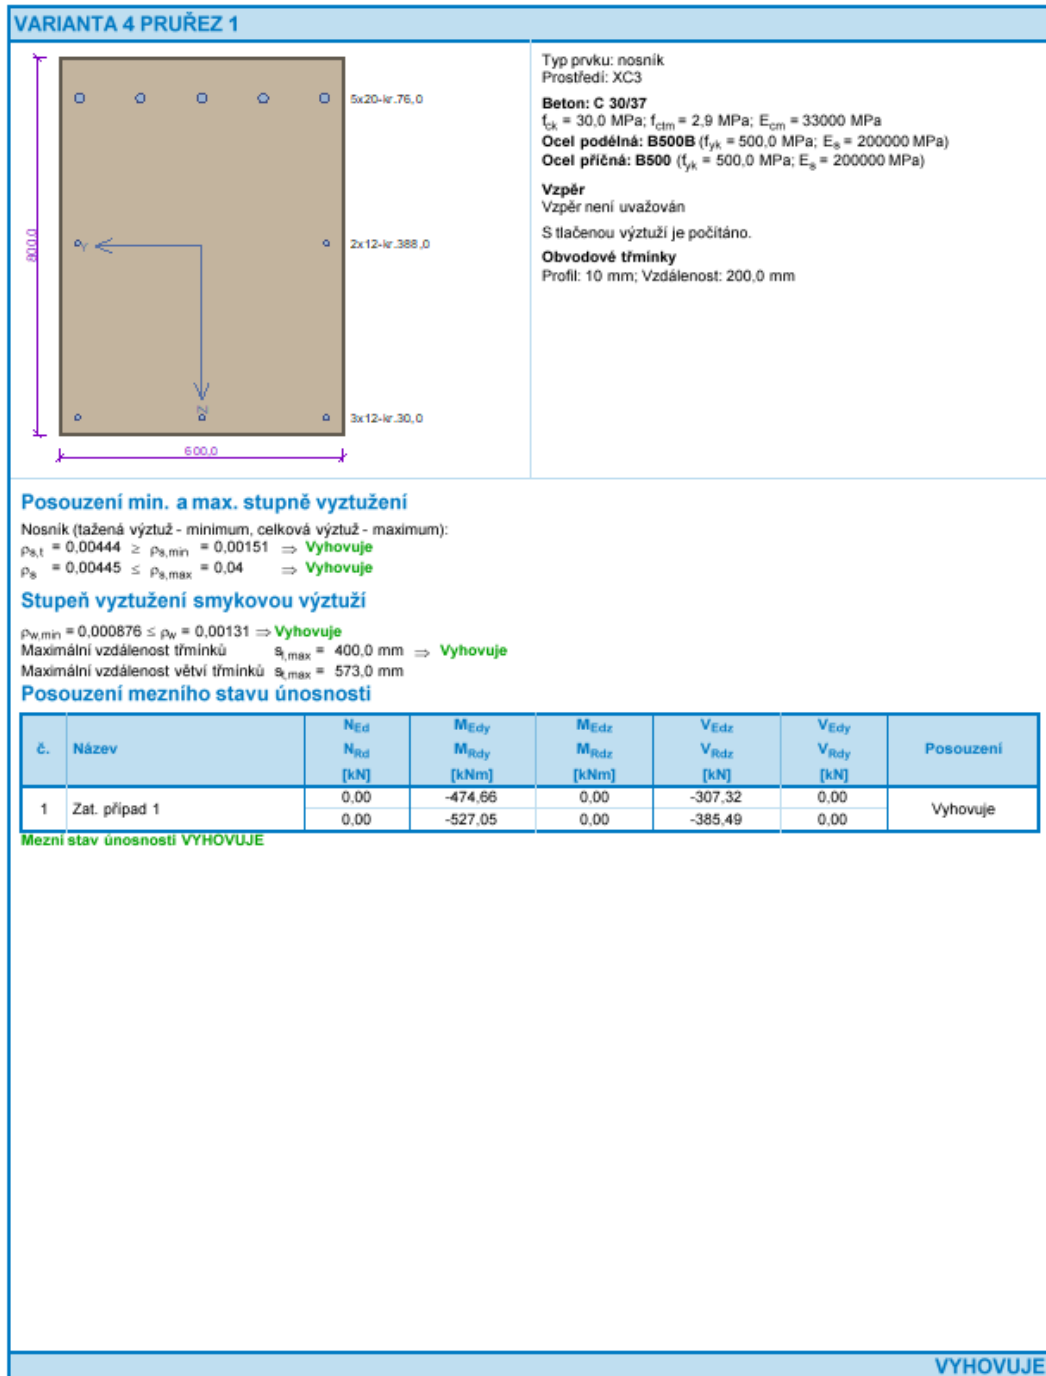 VARIANTA 4 PRUŘEZ 1
800,0
600,0
Y
Z
5x20-kr.76,0
2x12-kr.388,0
3x12-kr.30,0
Typ prvku: nosník
Prostředí: XC3
Beton: C 30/37
fck = 30,0 MPa; fctm = 2,9 MPa; Ecm = 33000 MPa
Ocel podélná: B500B (fyk = 500,0 MPa; Es = 200000 MPa)
Ocel příčná: B500 (fyk = 500,0 MPa; Es = 200000 MPa)
Vzpěr
Vzpěr není uvažován
S tlačenou výztuží je počítáno.
Obvodové třmínky
Profil: 10 mm; Vzdálenost: 200,0 mm
Posouzení min. a max. stupně vyztužení
Nosník (tažená výztuž - minimum, celková výztuž - maximum):
ρs,t = 0,00444 ≥ ρs,min = 0,00151 ⇒ Vyhovuje
ρs = 0,00445 ≤ ρs,max = 0,04 ⇒ Vyhovuje
Stupeň vyztužení smykovou výztuží
ρw,min = 0,000876 ≤ ρw = 0,00131 ⇒ Vyhovuje
Maximální vzdálenost třmínků sl,max = 400,0 mm ⇒ Vyhovuje
Maximální vzdálenost větví třmínků st,max = 573,0 mm
Posouzení mezního stavu únosnosti
č. Název NEd MEdy MEdz VEdz VEdy Posouzení
NRd MRdy MRdz VRdz VRdy
[kN] [kNm] [kNm] [kN] [kN]
1 Zat. případ 1 0,00 -474,66 0,00 -307,32 0,00 Vyhovuje
0,00 -527,05 0,00 -385,49 0,00
Mezní stav únosnosti VYHOVUJE
VYHOVUJE